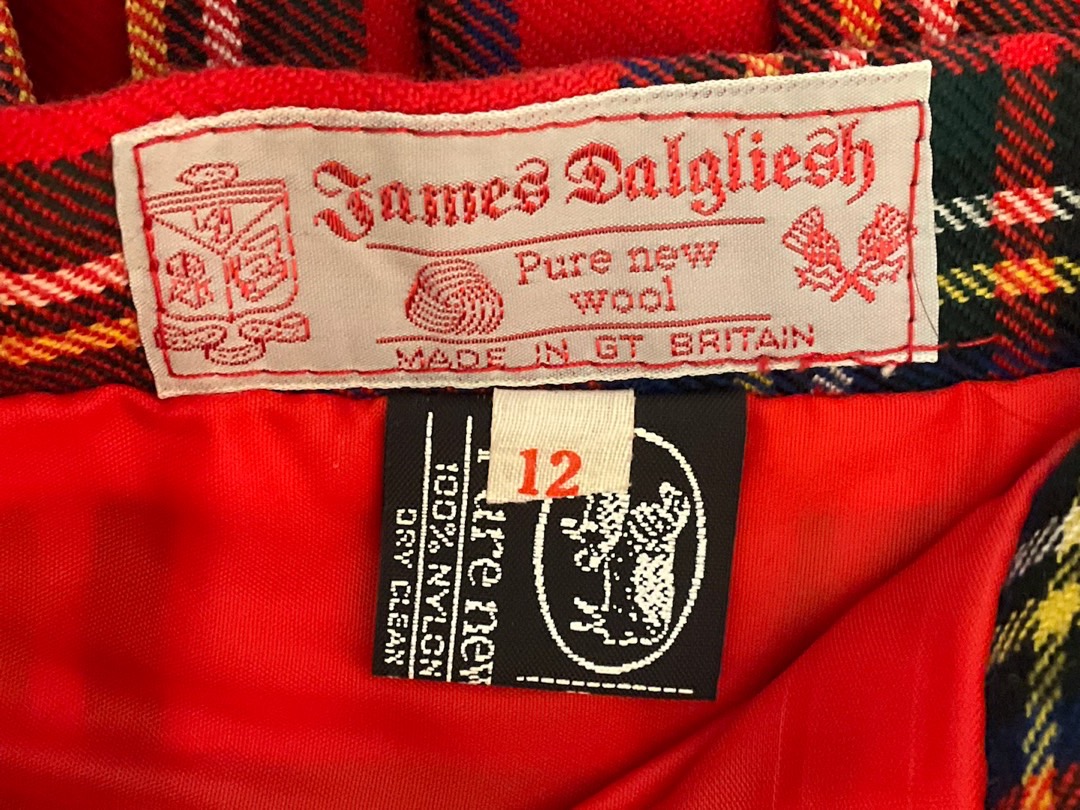 James Dalgliesh
Pure new
wool
MADE IN GT BRITAIN
12
Pure new
100% NYLON
DRY CLEAN